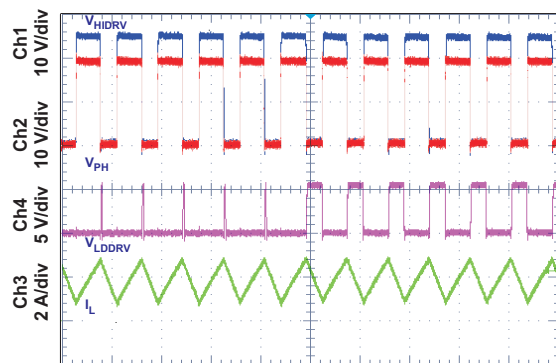 Ch1
10 V/div
Ch2
10 V/div
Ch4
5 V/div
Ch3
2 A/div
VHIDRV
VPH
VLDDRV
IL